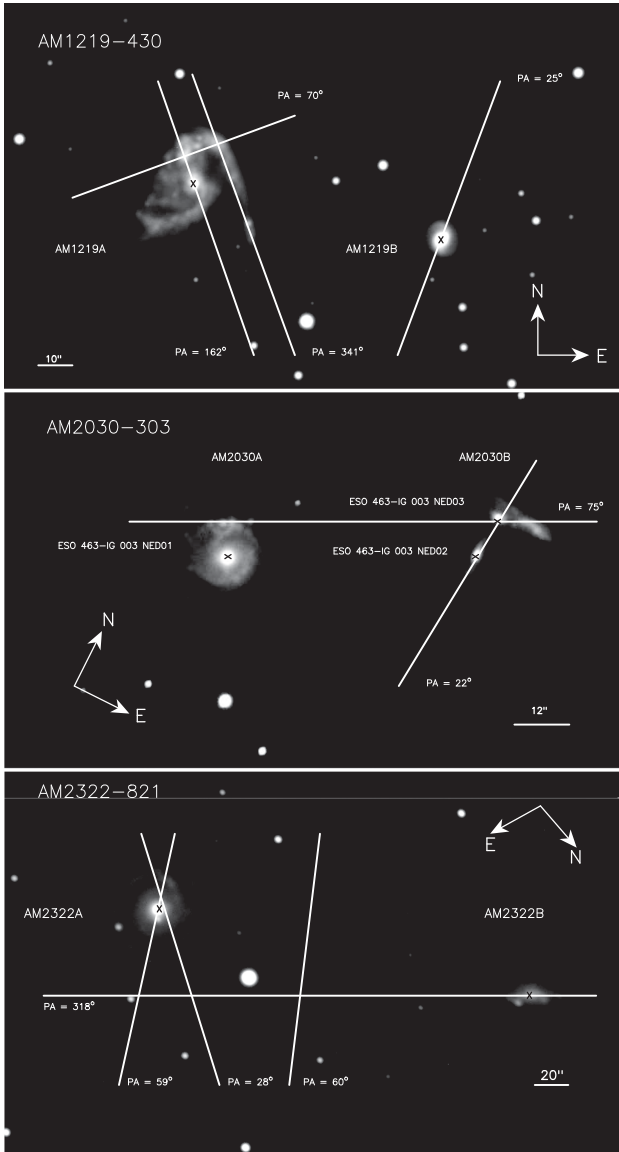 AM1219-430
PA = 70°
PA = 25°
AM1219A
AM1219B
N
E
PA = 162°
PA = 341°
10"
AM2030-303
AM2030A
AM2030B
ESO 463-IG 003 NED03
PA = 75°
ESO 463-IG 003 NED01
ESO 463-IG 003 NED02
N
E
PA = 22°
12"
AM2322-821
E
N
AM2322A
AM2322B
PA = 318°
PA = 59°
PA = 28°
PA = 60°
20"